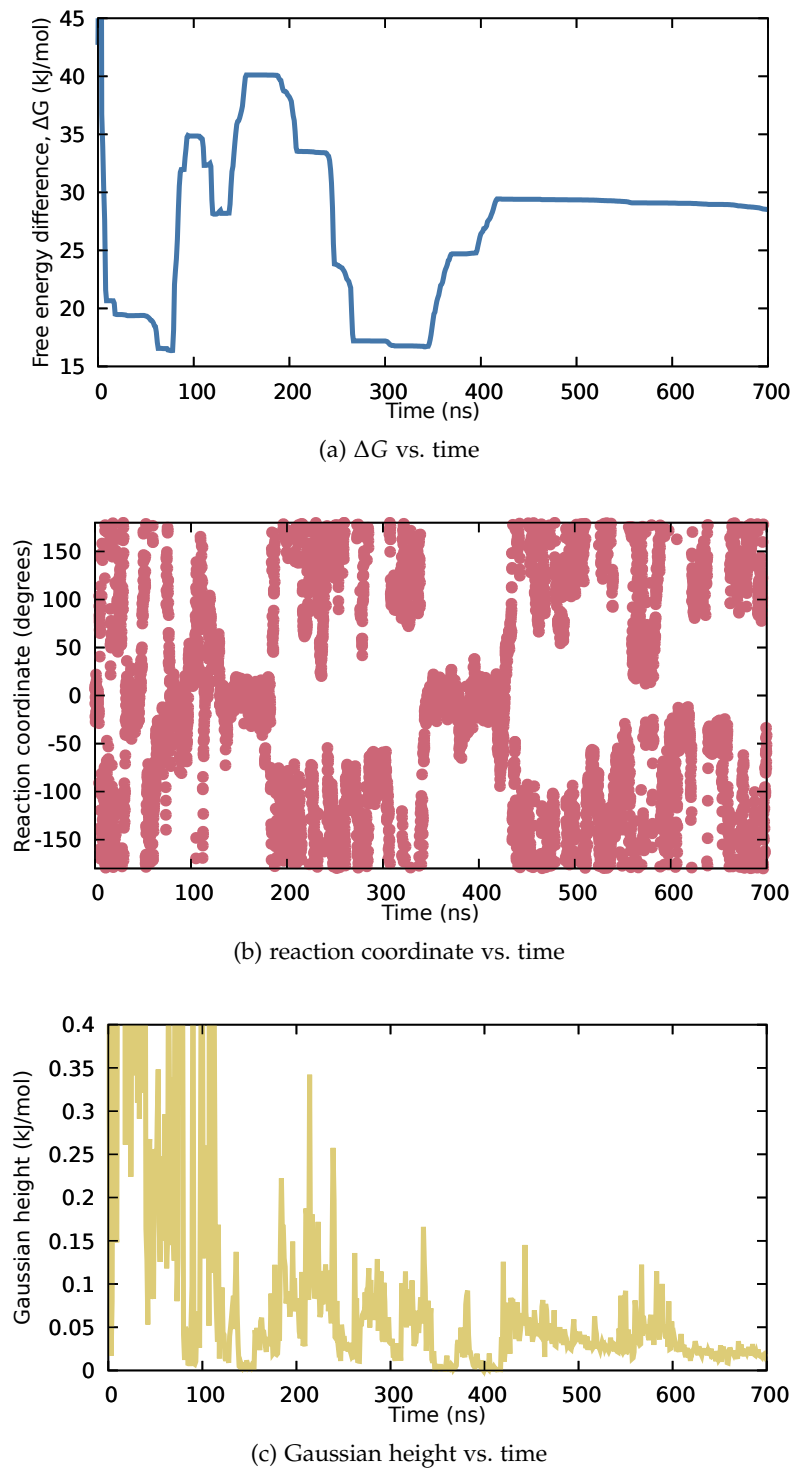 45
40
35
30
25
20
15
Free energy difference, ΔG (kJ/mol)
0 100 200 300 400 500 600 700
Time (ns)
(a) ΔG vs. time
150
100
50
0
-50
-100
-150
Reaction coordinate (degrees)
0 100 200 300 400 500 600 700
Time (ns)
(b) reaction coordinate vs. time
0.4
0.35
0.3
0.25
0.2
0.15
0.1
0.05
0
Gaussian height (kJ/mol)
0 100 200 300 400 500 600 700
Time (ns)
(c) Gaussian height vs. time